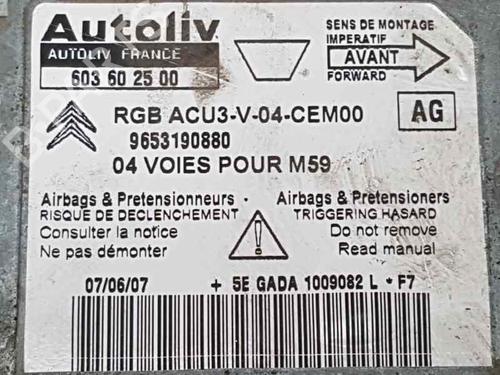 Autoliv
AUTOLIV FRANCE
603 60 25 00
SENS DE MONTAGE
IMPERATIF
AVANT
FORWARD
RGB ACU3-V-04-CEM00
AG
9653190880
04 VOIES POUR M59
Airbags & Pretensionneurs
RISQUE DE DECLENCHEMENT
Consulter la notice
Ne pas démonter
Airbags & Pretensioners
TRIGGERING HASARD
Do not remove
Read manual
07/06/07 + 5E GADA 1009082 L * F7